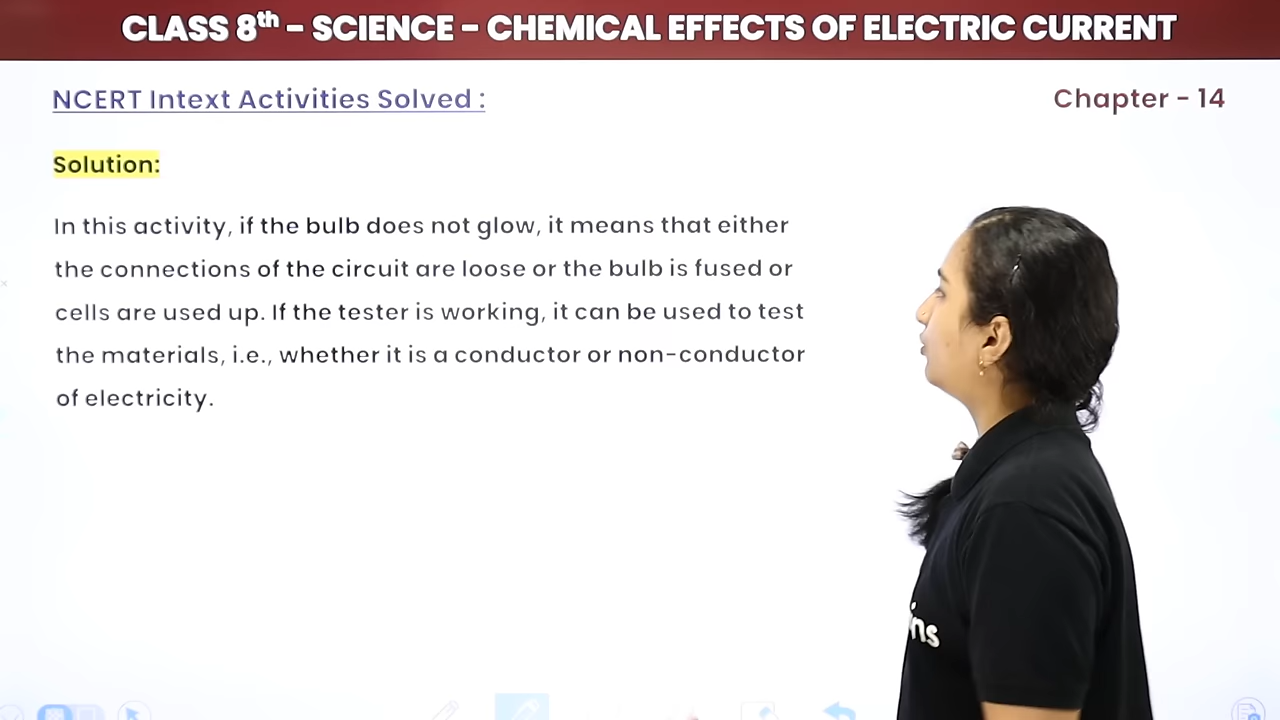 CLASS 8th - SCIENCE - CHEMICAL EFFECTS OF ELECTRIC CURRENT
NCERT Intext Activities Solved :
Chapter - 14
Solution:
In this activity, if the bulb does not glow, it means that either
the connections of the circuit are loose or the bulb is fused or
cells are used up. If the tester is working, it can be used to test
the materials, i.e., whether it is a conductor or non-conductor
of electricity.